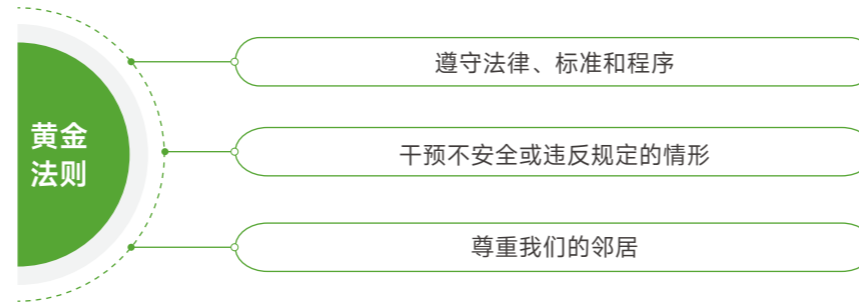 黄金
法则
遵守法律、标准和程序
干预不安全或违反规定的情形
尊重我们的邻居